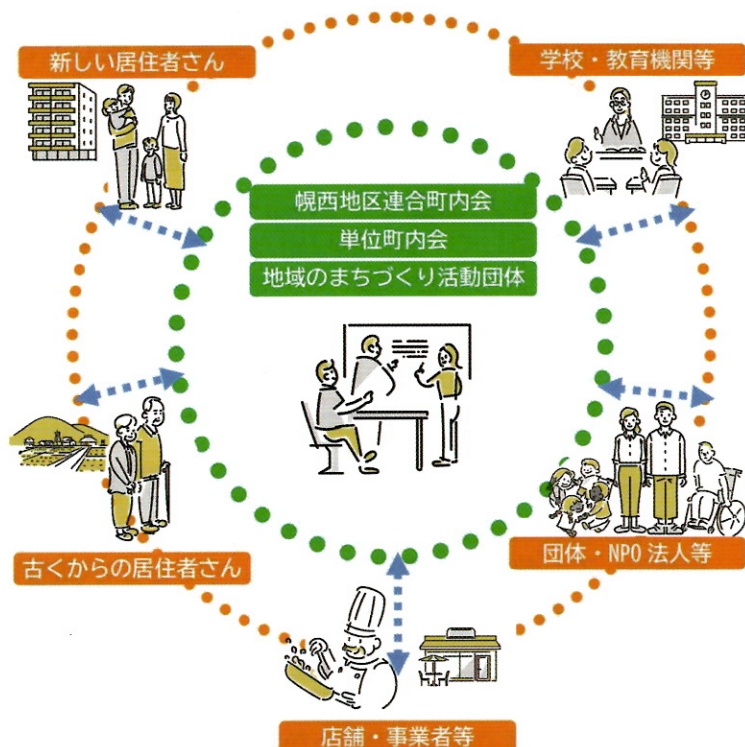 新しい居住者さん
学校・教育機関等
幌西地区連合町内会
単位町内会
地域のまちづくり活動団体
古くからの居住者さん
団体・NPO法人等
店舗・事業者等